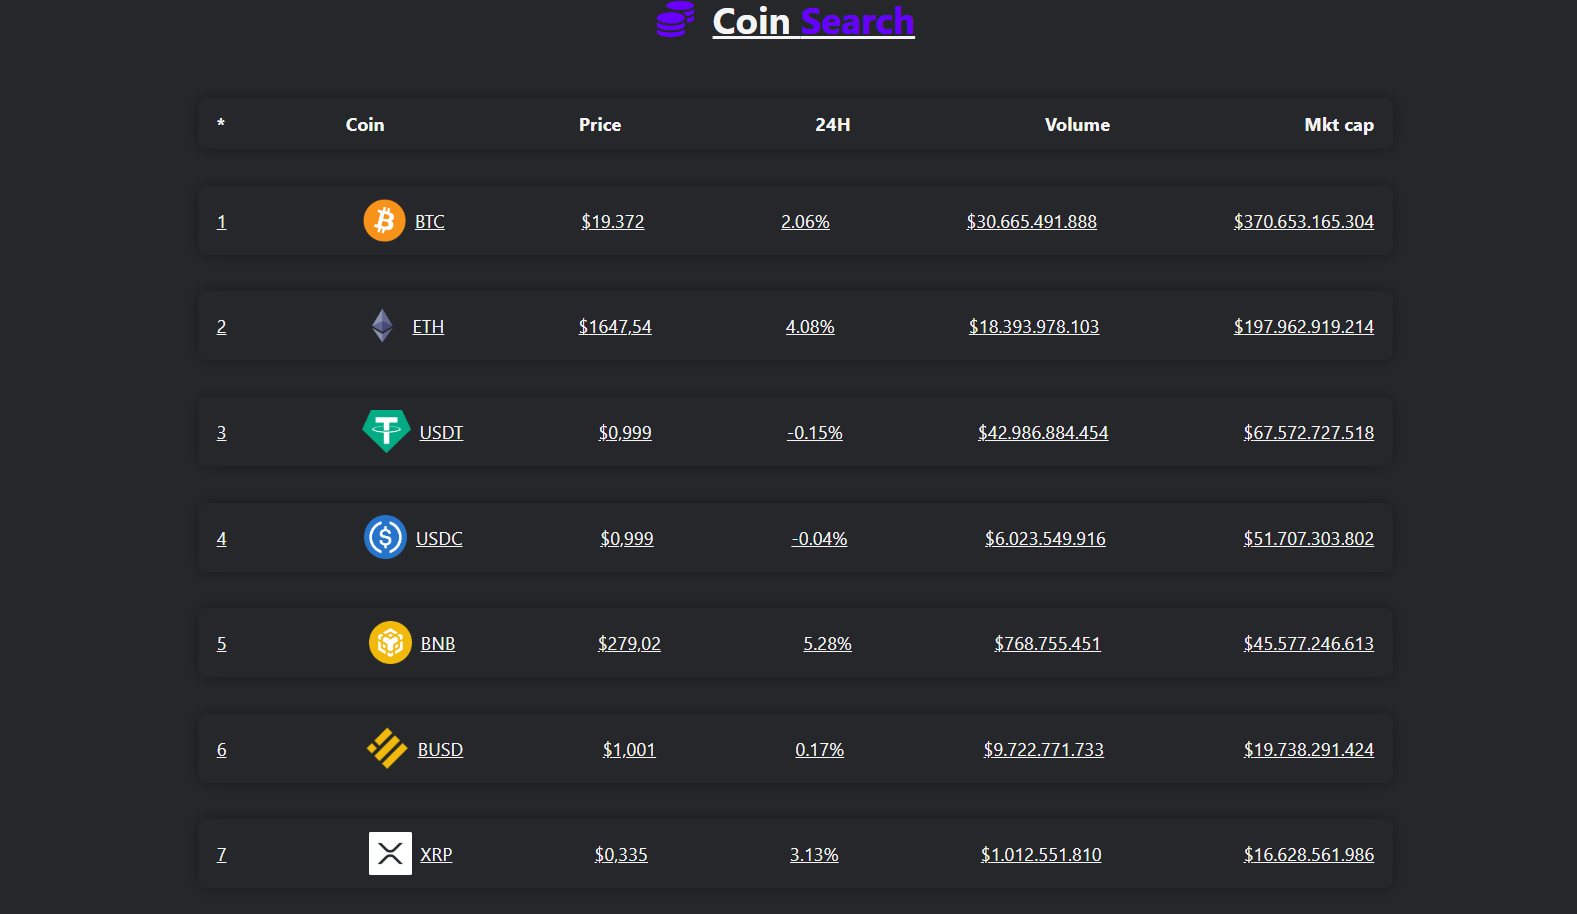 Coin Search
* Coin Price 24H Volume Mkt cap
1 BTC $19.372 2.06% $30.665.491.888 $370.653.165.304
2 ETH $1647,54 4.08% $18.393.978.103 $197.962.919.214
3 USDT $0,999 -0.15% $42.986.884.454 $67.572.727.518
4 USDC $0,999 -0.04% $6.023.549.916 $51.707.303.802
5 BNB $279,02 5.28% $768.755.451 $45.577.246.613
6 BUSD $1,001 0.17% $9.722.771.733 $19.738.291.424
7 XRP $0,335 3.13% $1.012.551.810 $16.628.561.986